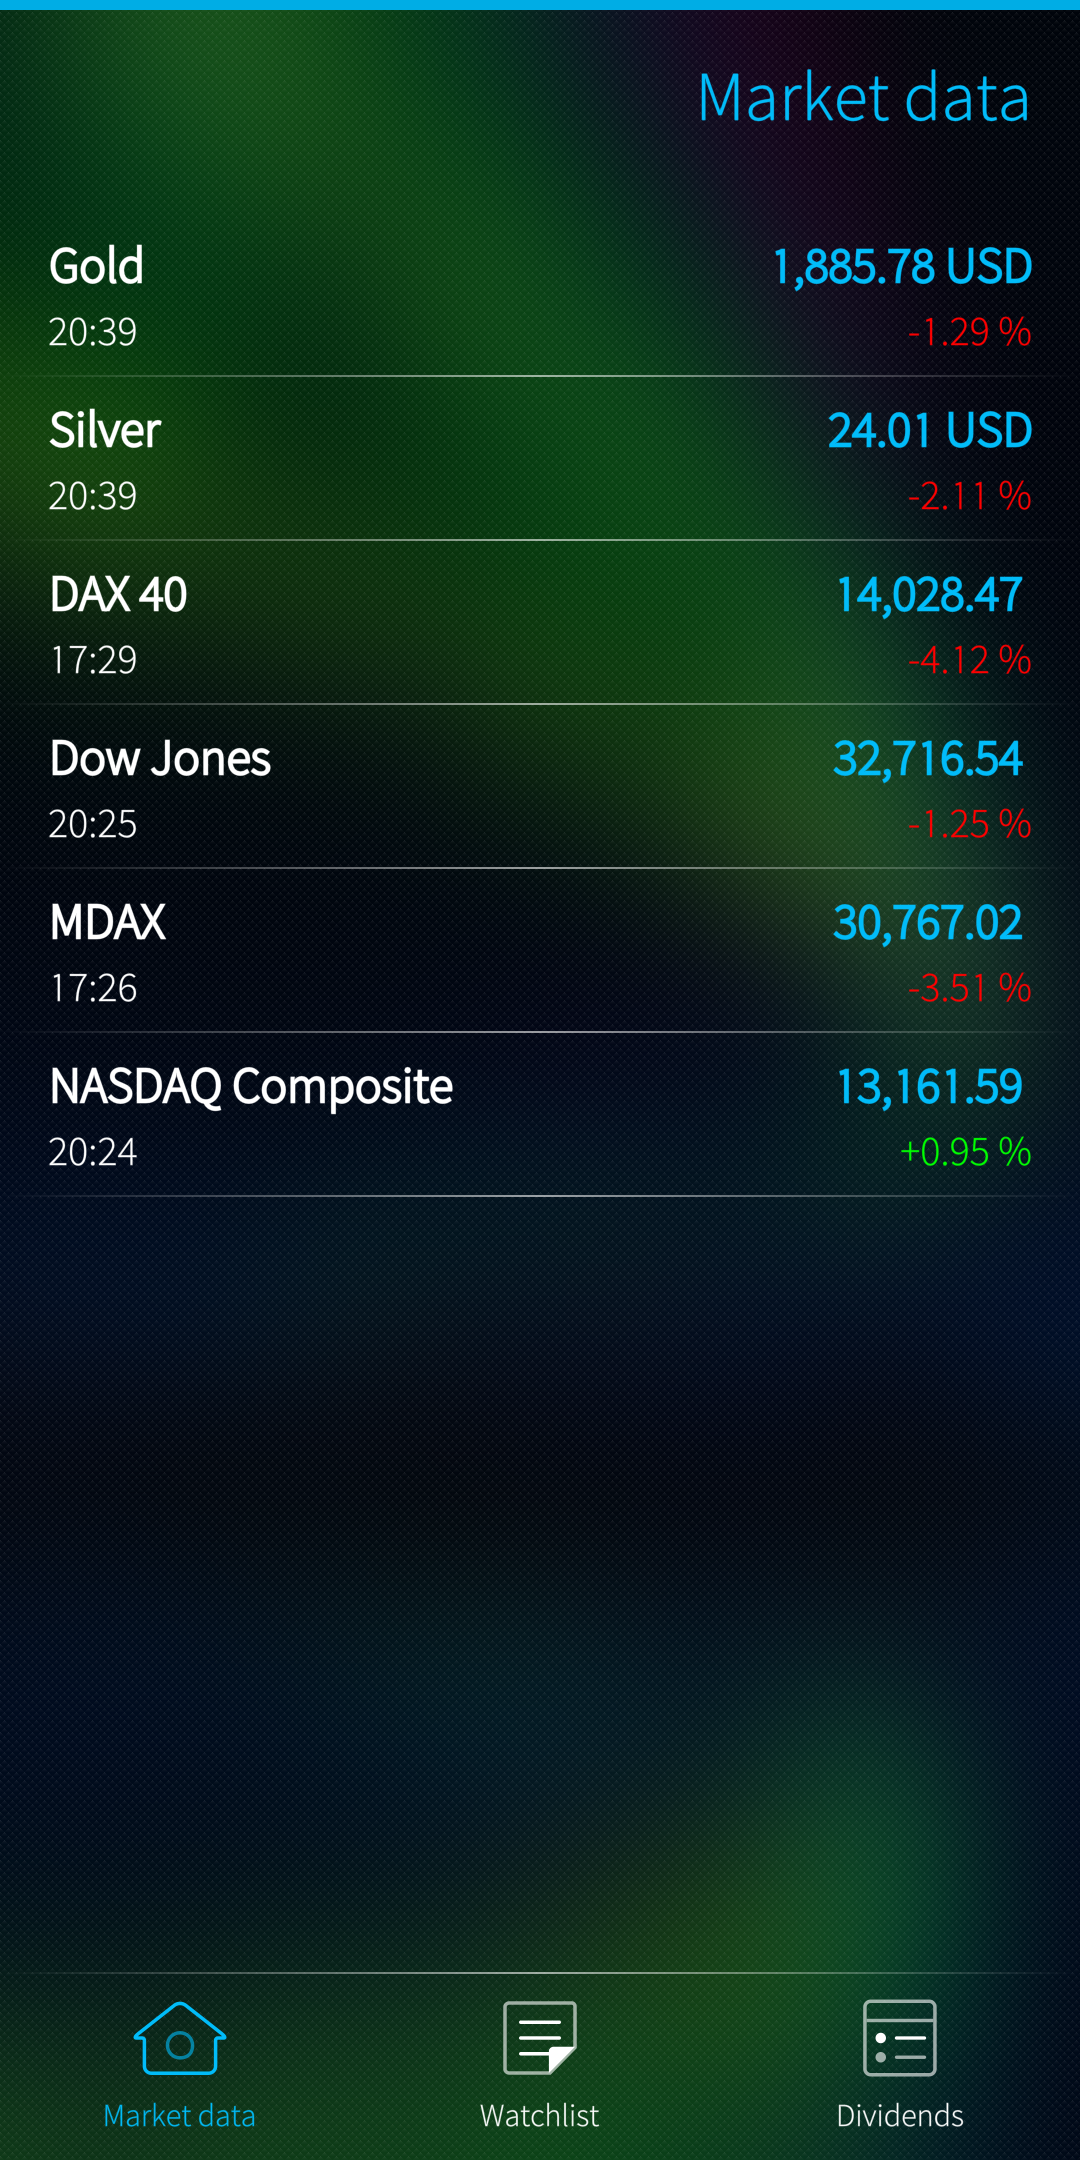 Market data
Gold 1,885.78 USD
20:39 -1.29 %
Silver 24.01 USD
20:39 -2.11 %
DAX 40 14,028.47
17:29 -4.12 %
Dow Jones 32,716.54
20:25 -1.25 %
MDAX 30,767.02
17:26 -3.51 %
NASDAQ Composite 13,161.59
20:24 +0.95 %
Market data Watchlist Dividends